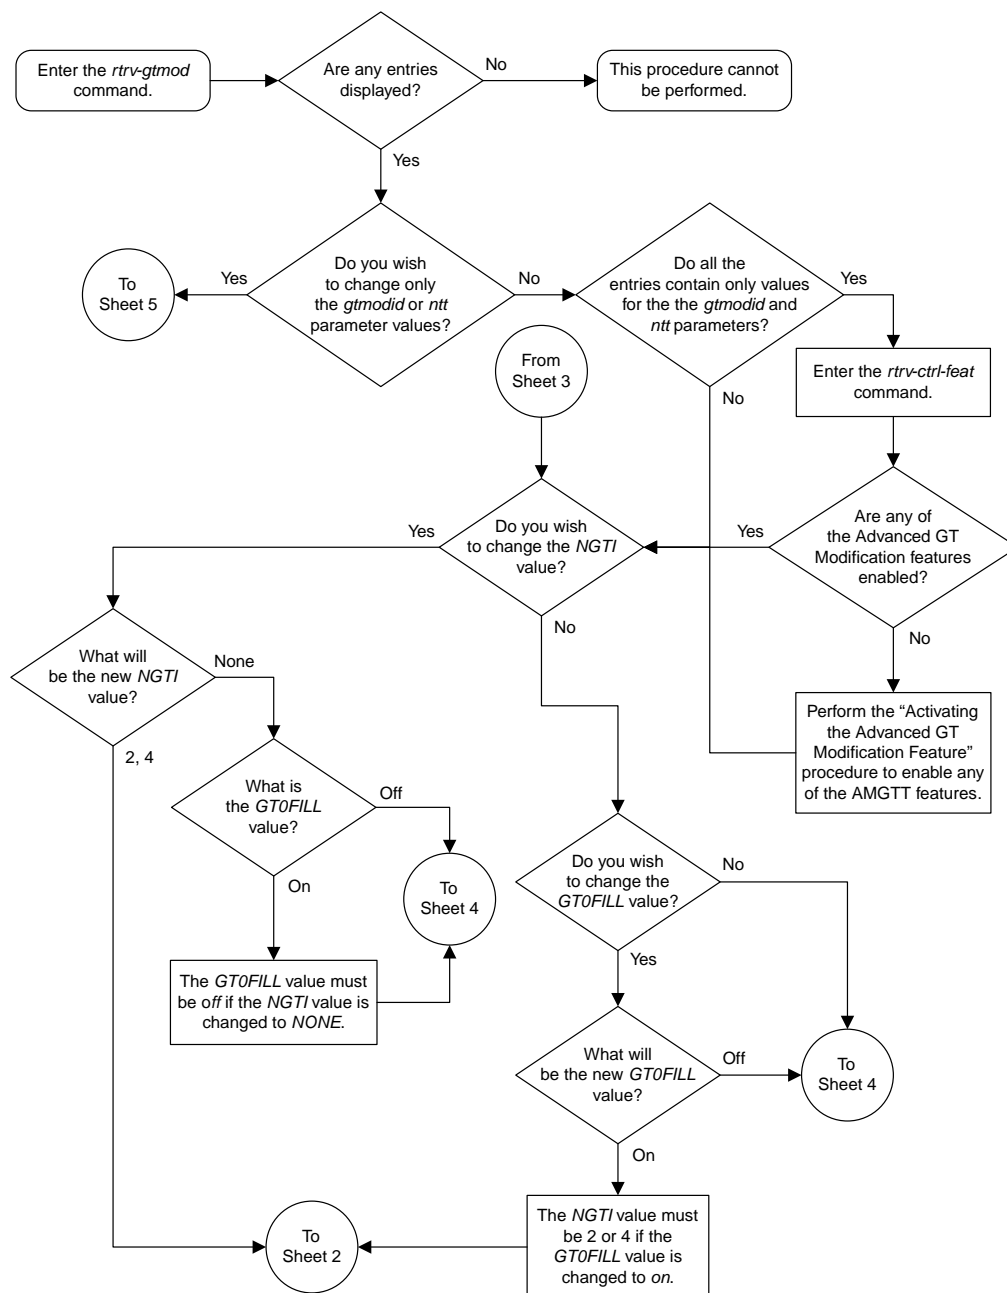 Enter the rtrv-gtmod
command.
Are any entries
displayed?
No
This procedure cannot
be performed.
Yes
To
Sheet 5
Yes
Do you wish
to change only
the gtmodid or ntt
parameter values?
No
Do all the
entries contain only values
for the the gtmodid and
ntt parameters?
Yes
From
Sheet 3
No
Enter the rtrv-ctrl-feat
command.
Yes
Do you wish
to change the NGTI
value?
Yes
Are any of
the Advanced GT
Modification features
enabled?
No
No
What will
be the new NGTI
value?
None
2, 4
Perform the “Activating
the Advanced GT
Modification Feature”
procedure to enable any
of the AMGTT features.
What is
the GT0FILL
value?
Off
On
To
Sheet 4
Do you wish
to change the
GT0FILL value?
No
Yes
The GT0FILL value must
be off if the NGTI value is
changed to NONE.
What will
be the new GT0FILL
value?
Off
To
Sheet 4
On
To
Sheet 2
The NGTI value must
be 2 or 4 if the
GT0FILL value is
changed to on.